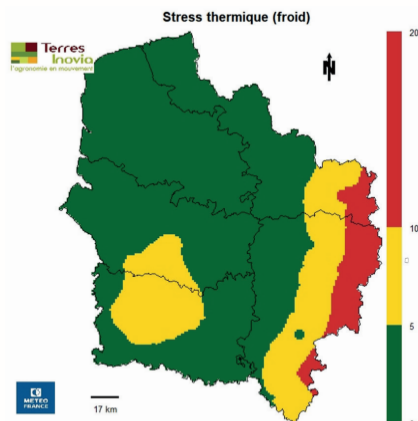 Stress thermique (froid)
Terres
Inovia
l'agronomie en mouvement
N
20
10
5
METEO
FRANCE
17 km